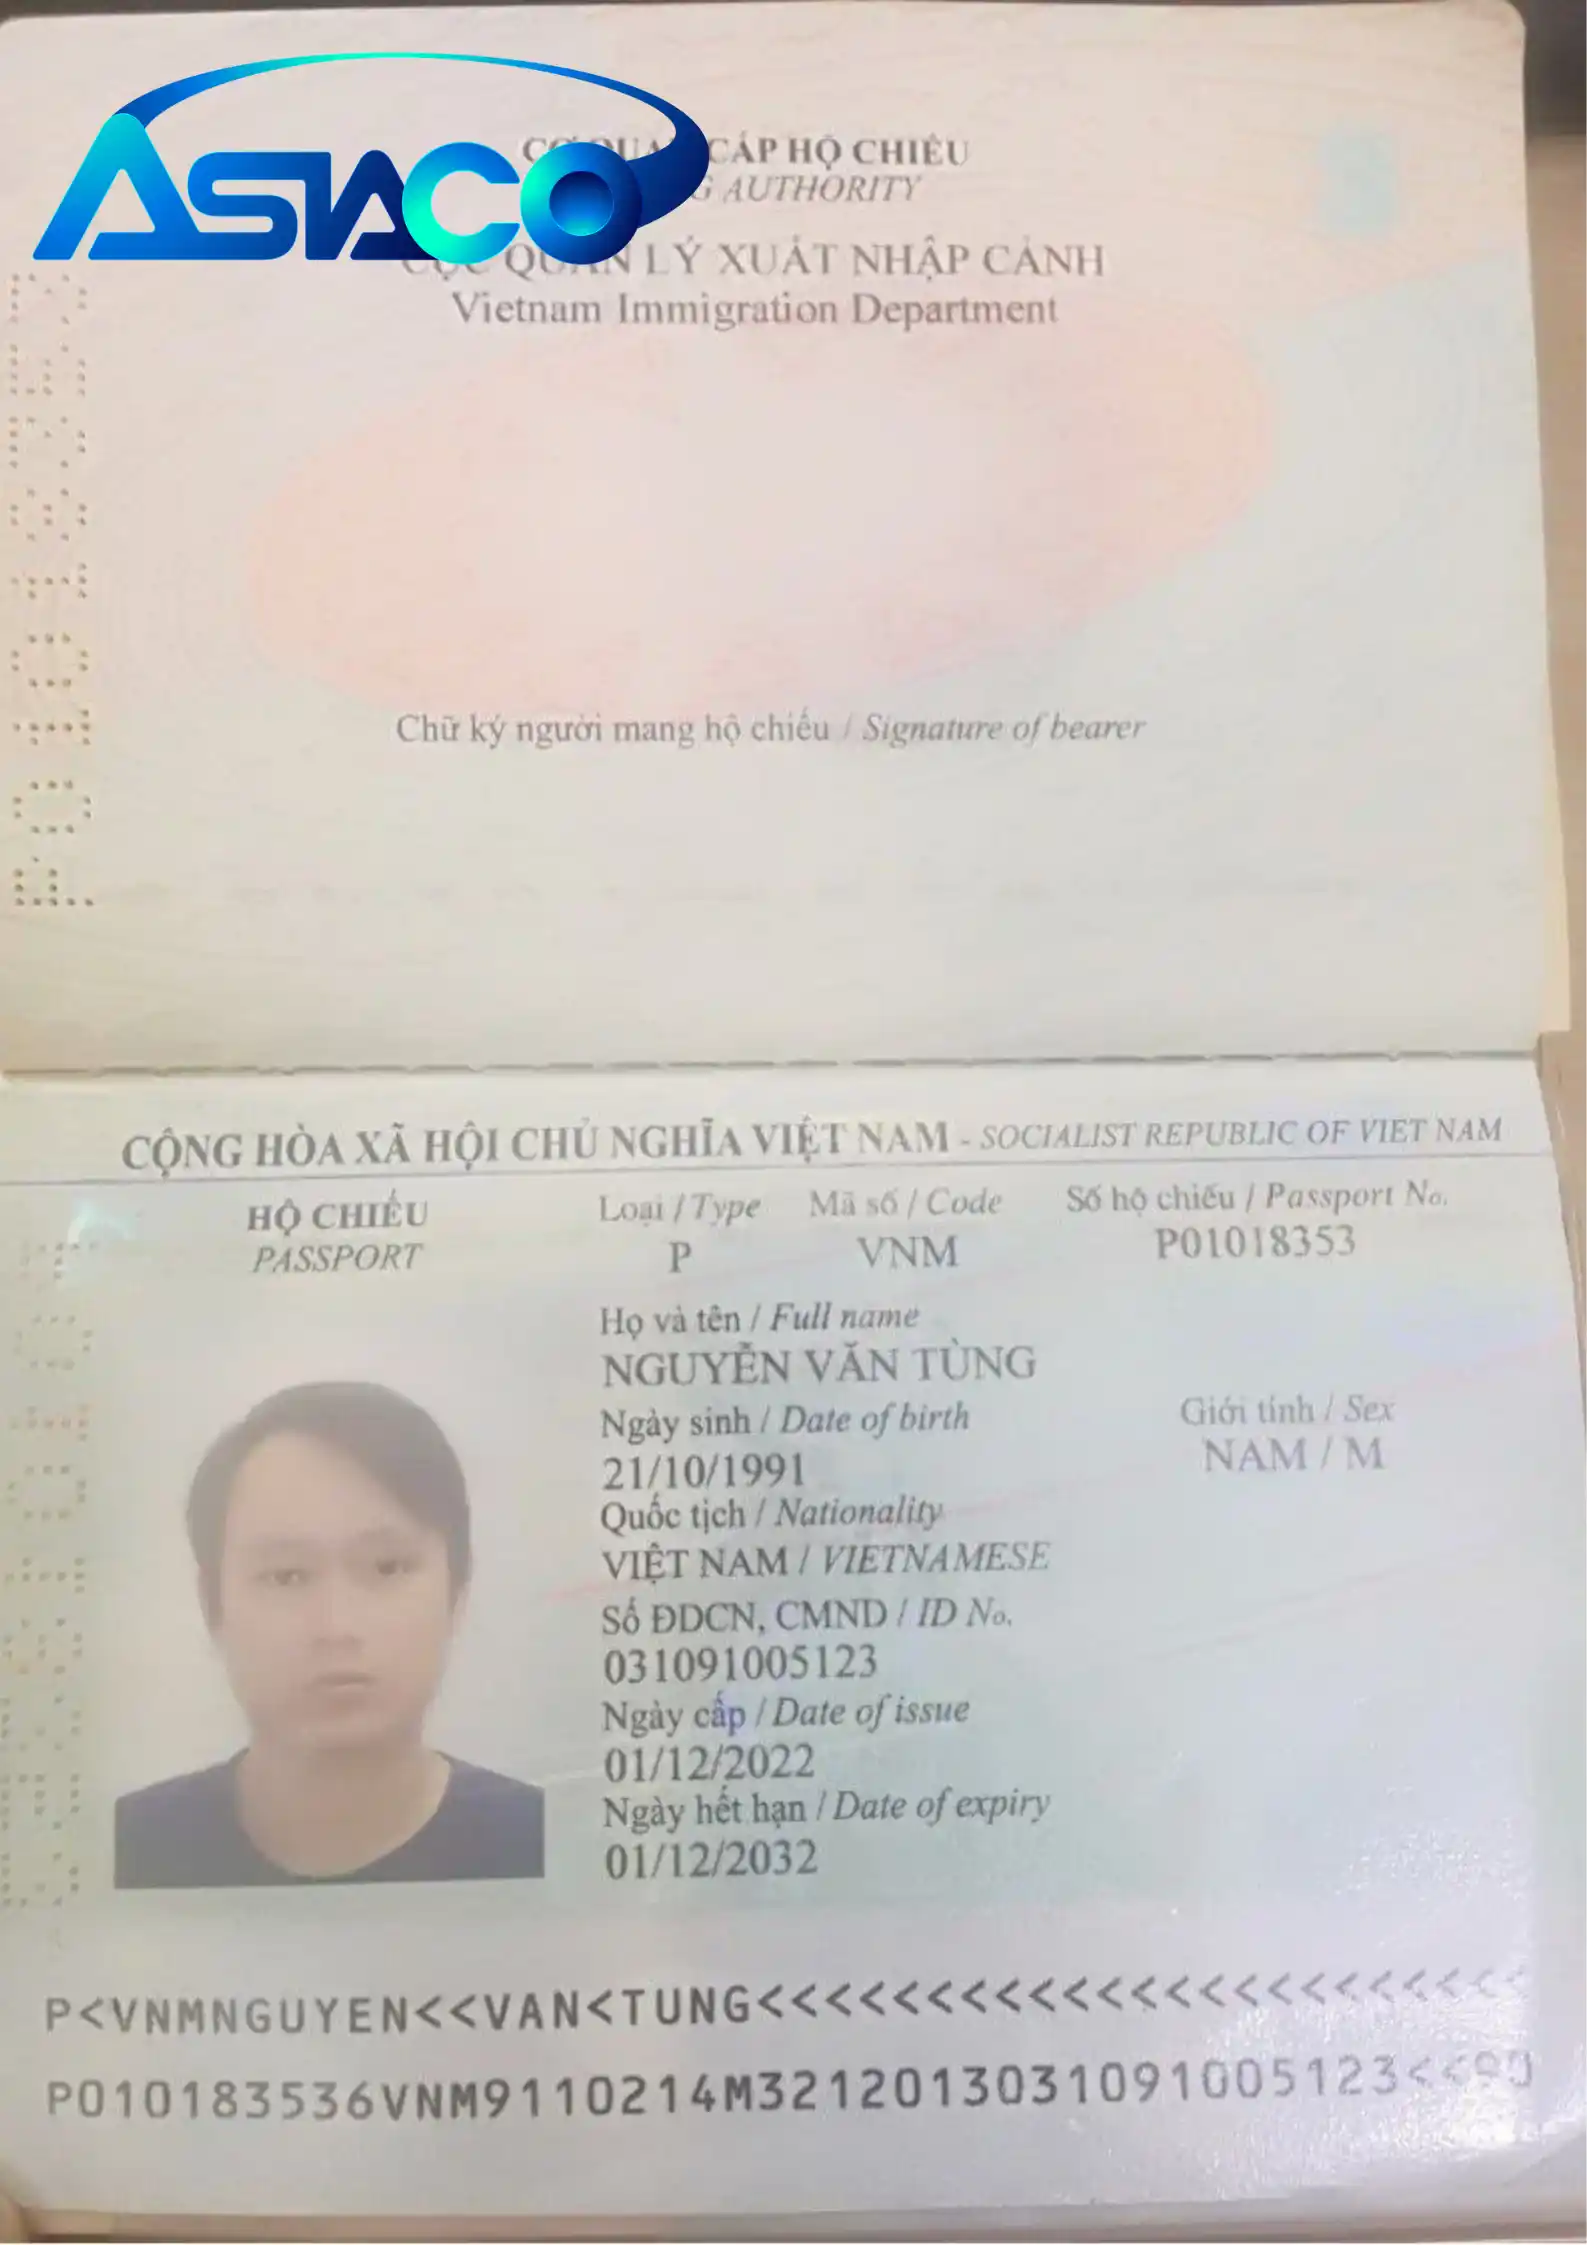 ASIACO
CẤP HỘ CHIẾU
AUTHORITY
LÝ XUẤT NHẬP CẢNH
Vietnam Immigration Department
Chữ ký người mang hộ chiếu / Signature of bearer
CỘNG HÒA XÃ HỘI CHỦ NGHĨA VIỆT NAM - SOCIALIST REPUBLIC OF VIET NAM
HỘ CHIẾU
PASSPORT
Loại / Type Mã số / Code Số hộ chiếu / Passport No.
P VNM P01018353
Họ và tên / Full name
NGUYỄN VĂN TÙNG
Ngày sinh / Date of birth Giới tính / Sex
21/10/1991 NAM / M
Quốc tịch / Nationality
VIỆT NAM / VIETNAMESE
Số ĐDCN, CMND / ID No.
031091005123
Ngày cấp / Date of issue
01/12/2022
Ngày hết hạn / Date of expiry
01/12/2032
P<VNMNGUYEN<<VAN<TUNG<<<<<<<<<<<<<<<<<<<<<<<
P010183536VNM9110214M3212013031091005123<<